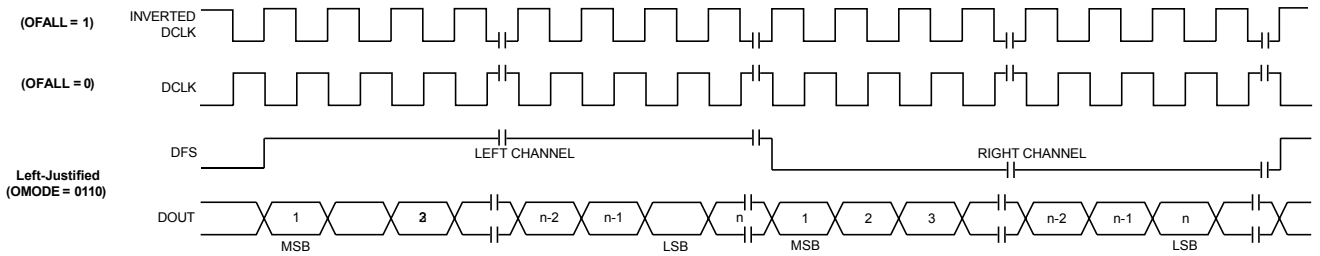 (OFALL = 1)
INVERTED
DCLK
(OFALL = 0)
DCLK
DFS
LEFT CHANNEL
RIGHT CHANNEL
Left-Justified
(OMODE = 0110)
DOUT
1
n-2
n-1
n
1
2
3
n-2
n-1
n
MSB
LSB
MSB
LSB